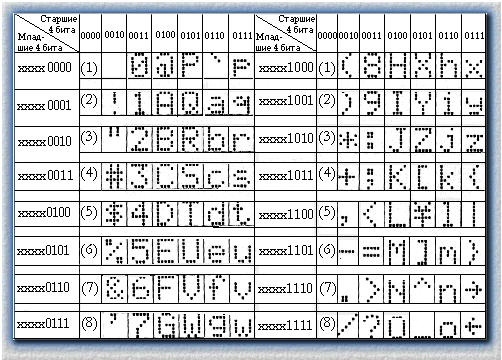 Старшие 4 бита Млад- шие 4 бита 0000 0010 0011 0100 0101 0110 0111 Старшие 4 бита Млад- шие 4 бита 0000 0010 0011 0100 0101 0110 0111
xxxx 0000 (1) 0 @ P ` p xxxx1000 (1) ( 8 H X h x
xxxx 0001 (2) ! 1 A Q a q xxxx1001 (2) ) 9 I Y i y
xxxx0010 (3) " 2 B R b r xxxx1010 (3) * : J Z j z
xxxx0011 (4) # 3 C S c s xxxx1011 (4) + ; K [ k {
xxxx0100 (5) $ 4 D T d t xxxx1100 (5) , < L ¥ l |
xxxx0101 (6) % 5 E U e u xxxx1101 (6) - = M ] m }
xxxx0110 (7) & 6 F V f v xxxx1110 (7) . > N ^ n →
xxxx0111 (8) ' 7 G W g w xxxx1111 (8) / ? O _ o ←